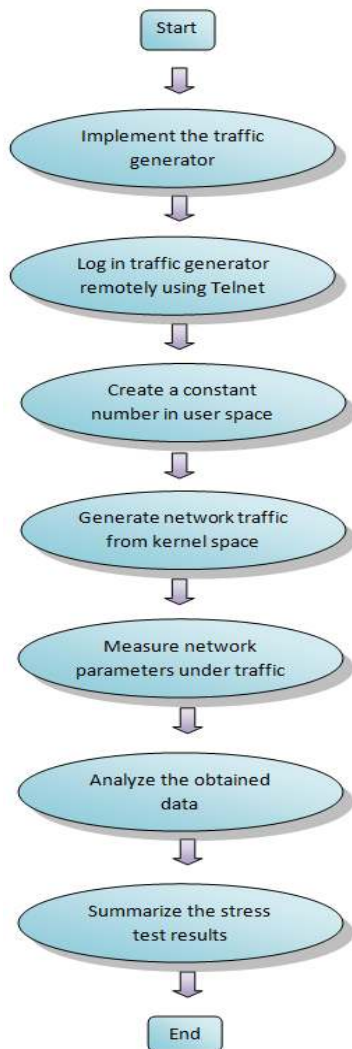 Start
Implement the traffic
generator
Log in traffic generator
remotely using Telnet
Create a constant
number in user space
Generate network traffic
from kernel space
Measure network
parameters under traffic
Analyze the obtained
data
Summarize the stress
test results
End